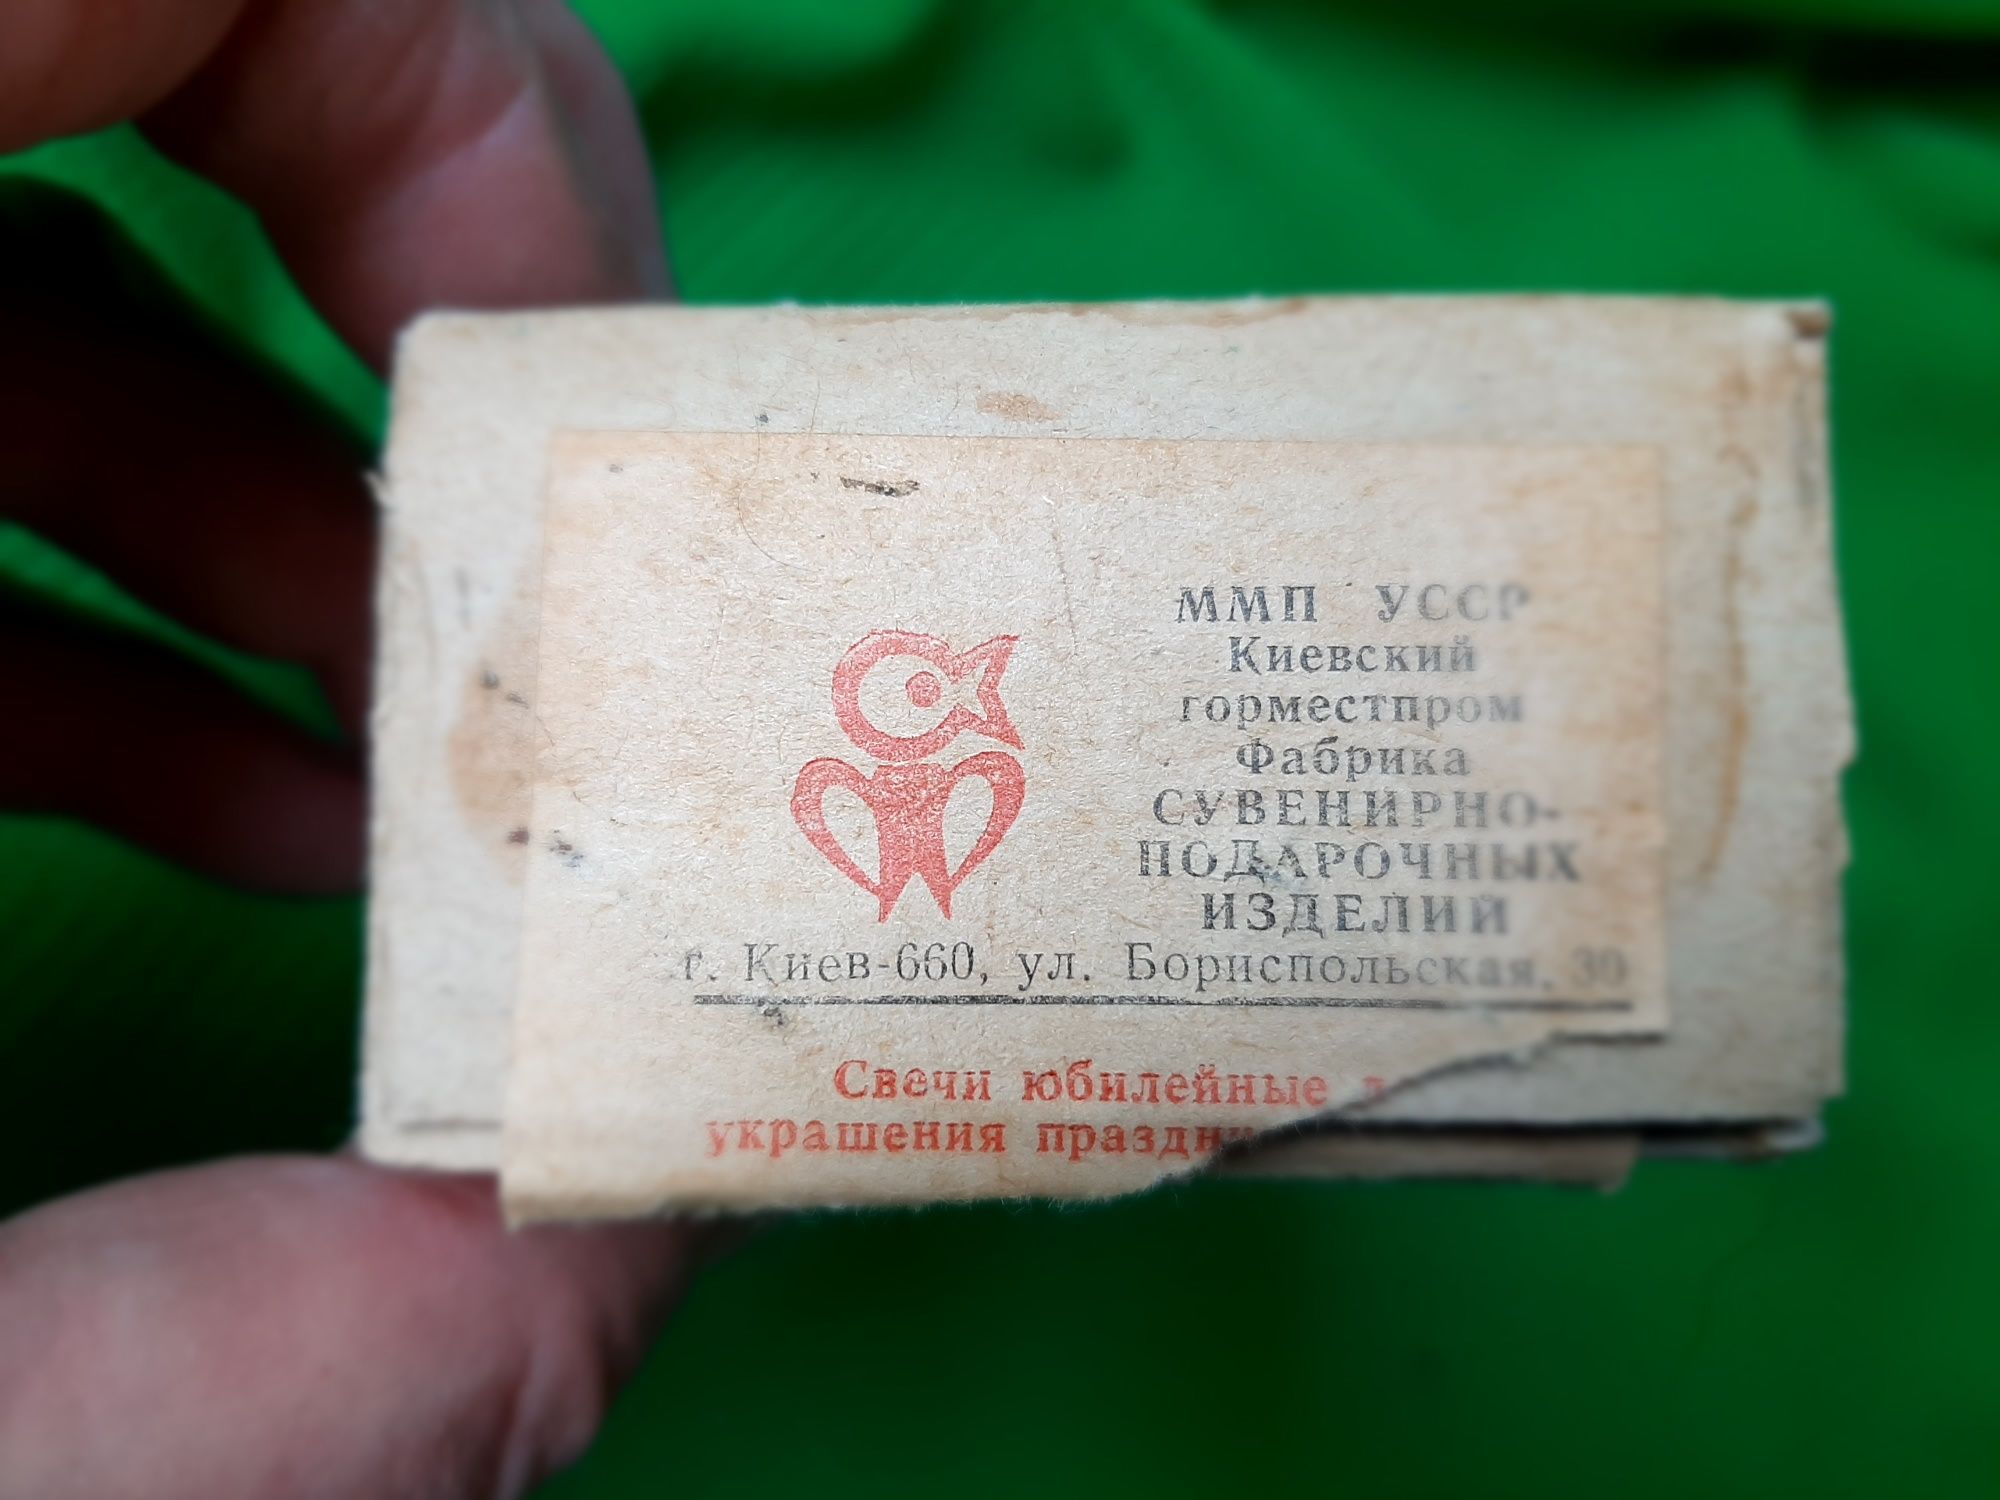 ММП УССР
Киевский
горместпром
Фабрика
СУВЕНИРНО-
ПОДАРОЧНЫХ
ИЗДЕЛИЙ
г. Киев-660, ул. Бориспольская, 30
Свечи юбилейные
украшения